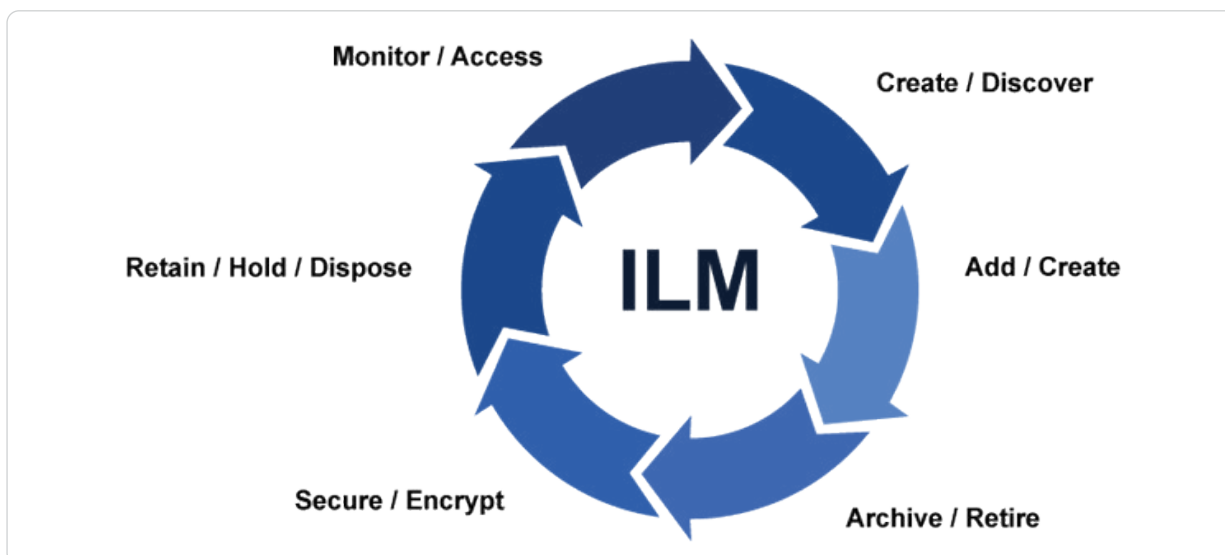 Monitor / Access
Create / Discover
ILM
Retain / Hold / Dispose
Add / Create
Secure / Encrypt
Archive / Retire